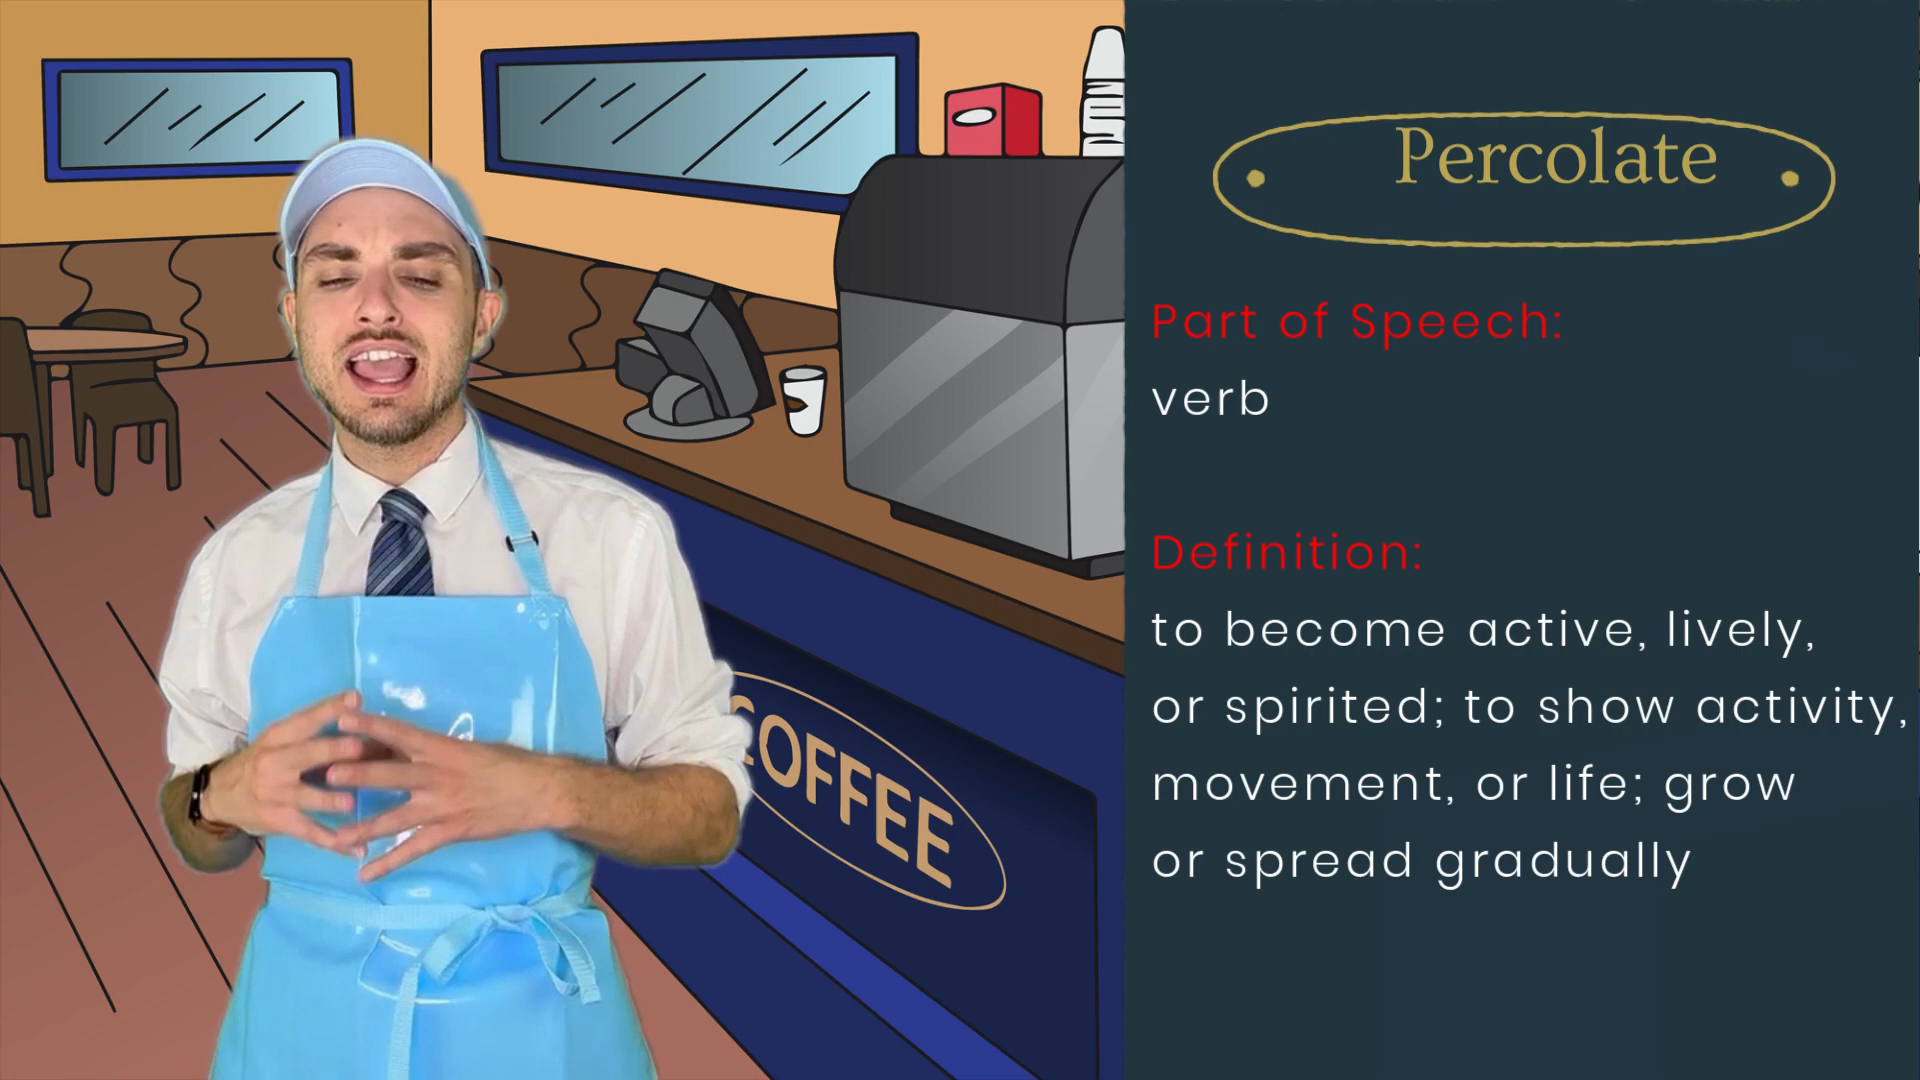 Percolate
Part of Speech:
verb
Definition:
to become active, lively,
or spirited; to show activity,
movement, or life; grow
or spread gradually
COFFEE